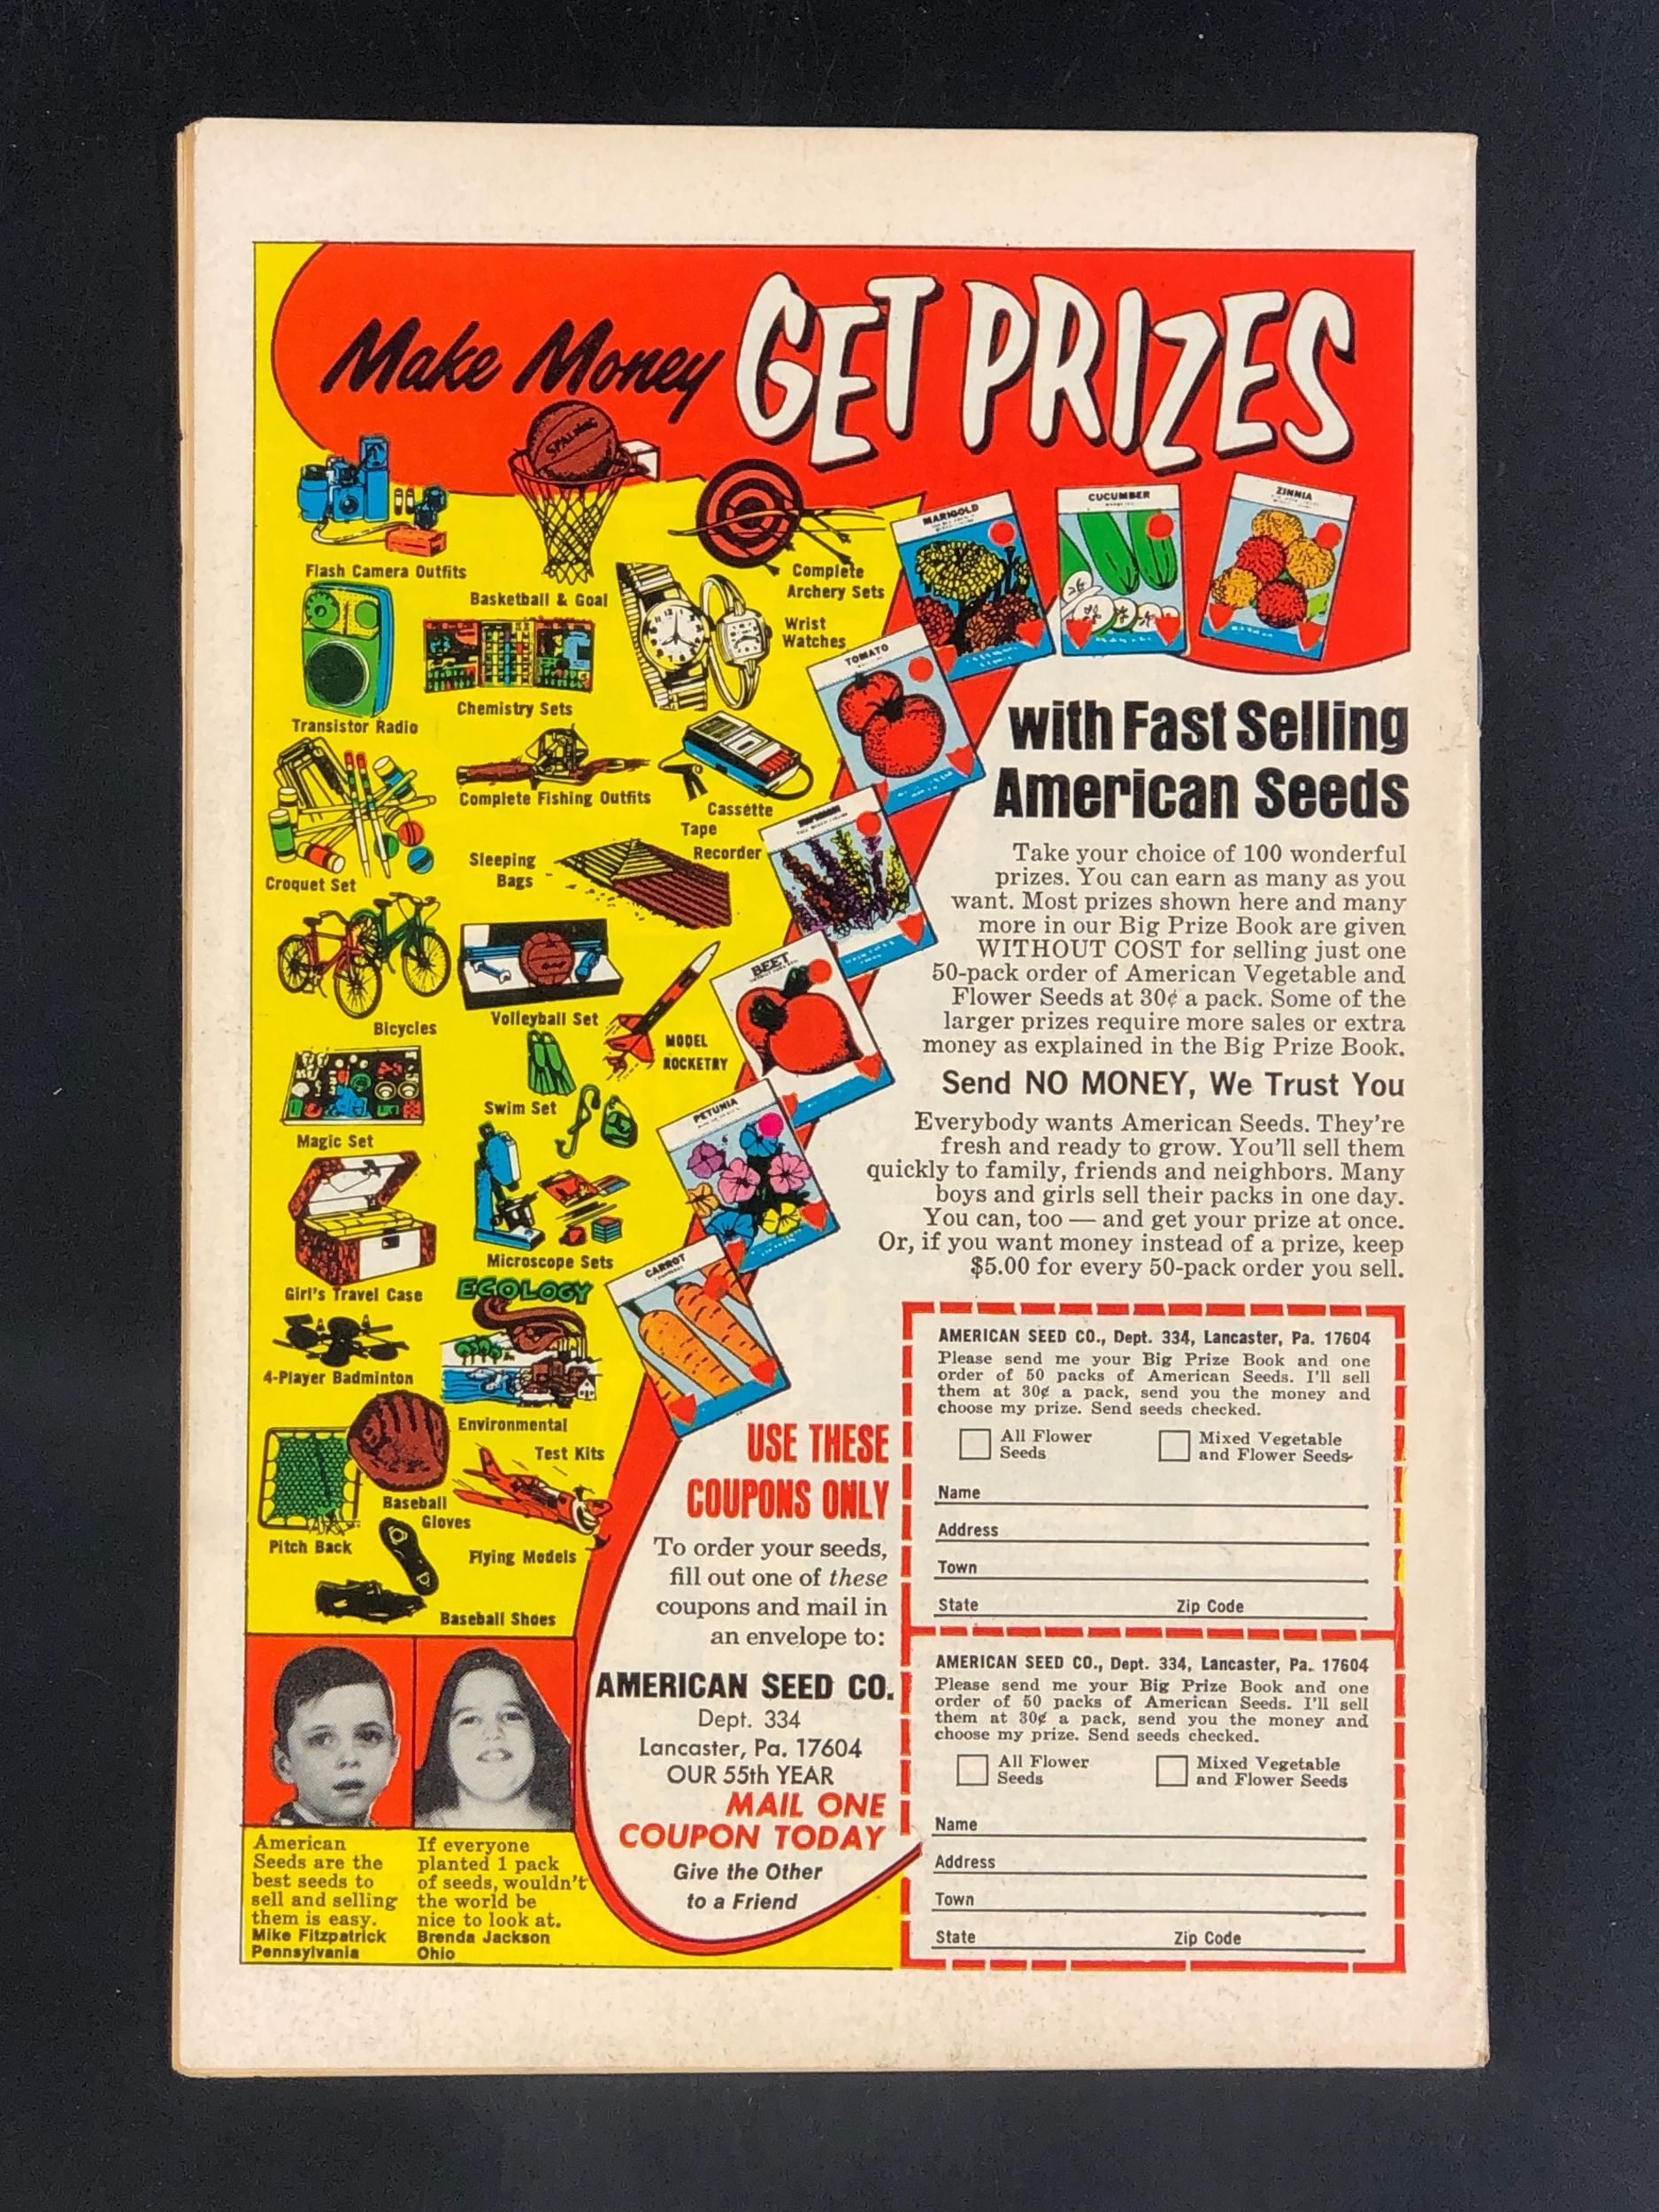 Make Money GET PRIZES
SPALDING
Flash Camera Outfits
Basketball & Goal
Complete
Archery Sets
Wrist
Watches
Transistor Radio
Chemistry Sets
Complete Fishing Outfits
Cassette
Tape
Recorder
Croquet Set
Sleeping
Bags
Bicycles
Volleyball Set
MODEL
ROCKETRY
Magic Set
Swim Set
Girl's Travel Case
Microscope Sets
ECOLOGY
4-Player Badminton
Environmental
Test Kits
Baseball
Gloves
Pitch Back
Flying Models
Baseball Shoes
MARIGOLD
CUCUMBER
ZINNIA
TOMATO
BEET
PETUNIA
CARROT
with Fast Selling
American Seeds
Take your choice of 100 wonderful
prizes. You can earn as many as you
want. Most prizes shown here and many
more in our Big Prize Book are given
WITHOUT COST for selling just one
50-pack order of American Vegetable and
Flower Seeds at 30¢ a pack. Some of the
larger prizes require more sales or extra
money as explained in the Big Prize Book.
Send NO MONEY, We Trust You
Everybody wants American Seeds. They're
fresh and ready to grow. You'll sell them
quickly to family, friends and neighbors. Many
boys and girls sell their packs in one day.
You can, too — and get your prize at once.
Or, if you want money instead of a prize, keep
$5.00 for every 50-pack order you sell.
USE THESE
COUPONS ONLY
To order your seeds,
fill out one of these
coupons and mail in
an envelope to:
AMERICAN SEED CO.
Dept. 334
Lancaster, Pa. 17604
OUR 55th YEAR
MAIL ONE
COUPON TODAY
Give the Other
to a Friend
AMERICAN SEED CO., Dept. 334, Lancaster, Pa. 17604
Please send me your Big Prize Book and one
order of 50 packs of American Seeds. I'll sell
them at 30¢ a pack, send you the money and
choose my prize. Send seeds checked.
All Flower
Seeds
Mixed Vegetable
and Flower Seeds
Name
Address
Town
State Zip Code
AMERICAN SEED CO., Dept. 334, Lancaster, Pa. 17604
Please send me your Big Prize Book and one
order of 50 packs of American Seeds. I'll sell
them at 30¢ a pack, send you the money and
choose my prize. Send seeds checked.
All Flower
Seeds
Mixed Vegetable
and Flower Seeds
Name
Address
Town
State Zip Code
American
Seeds are the
best seeds to
sell and selling
them is easy.
Mike Fitzpatrick
Pennsylvania
If everyone
planted 1 pack
of seeds, wouldn't
the world be
nice to look at.
Brenda Jackson
Ohio